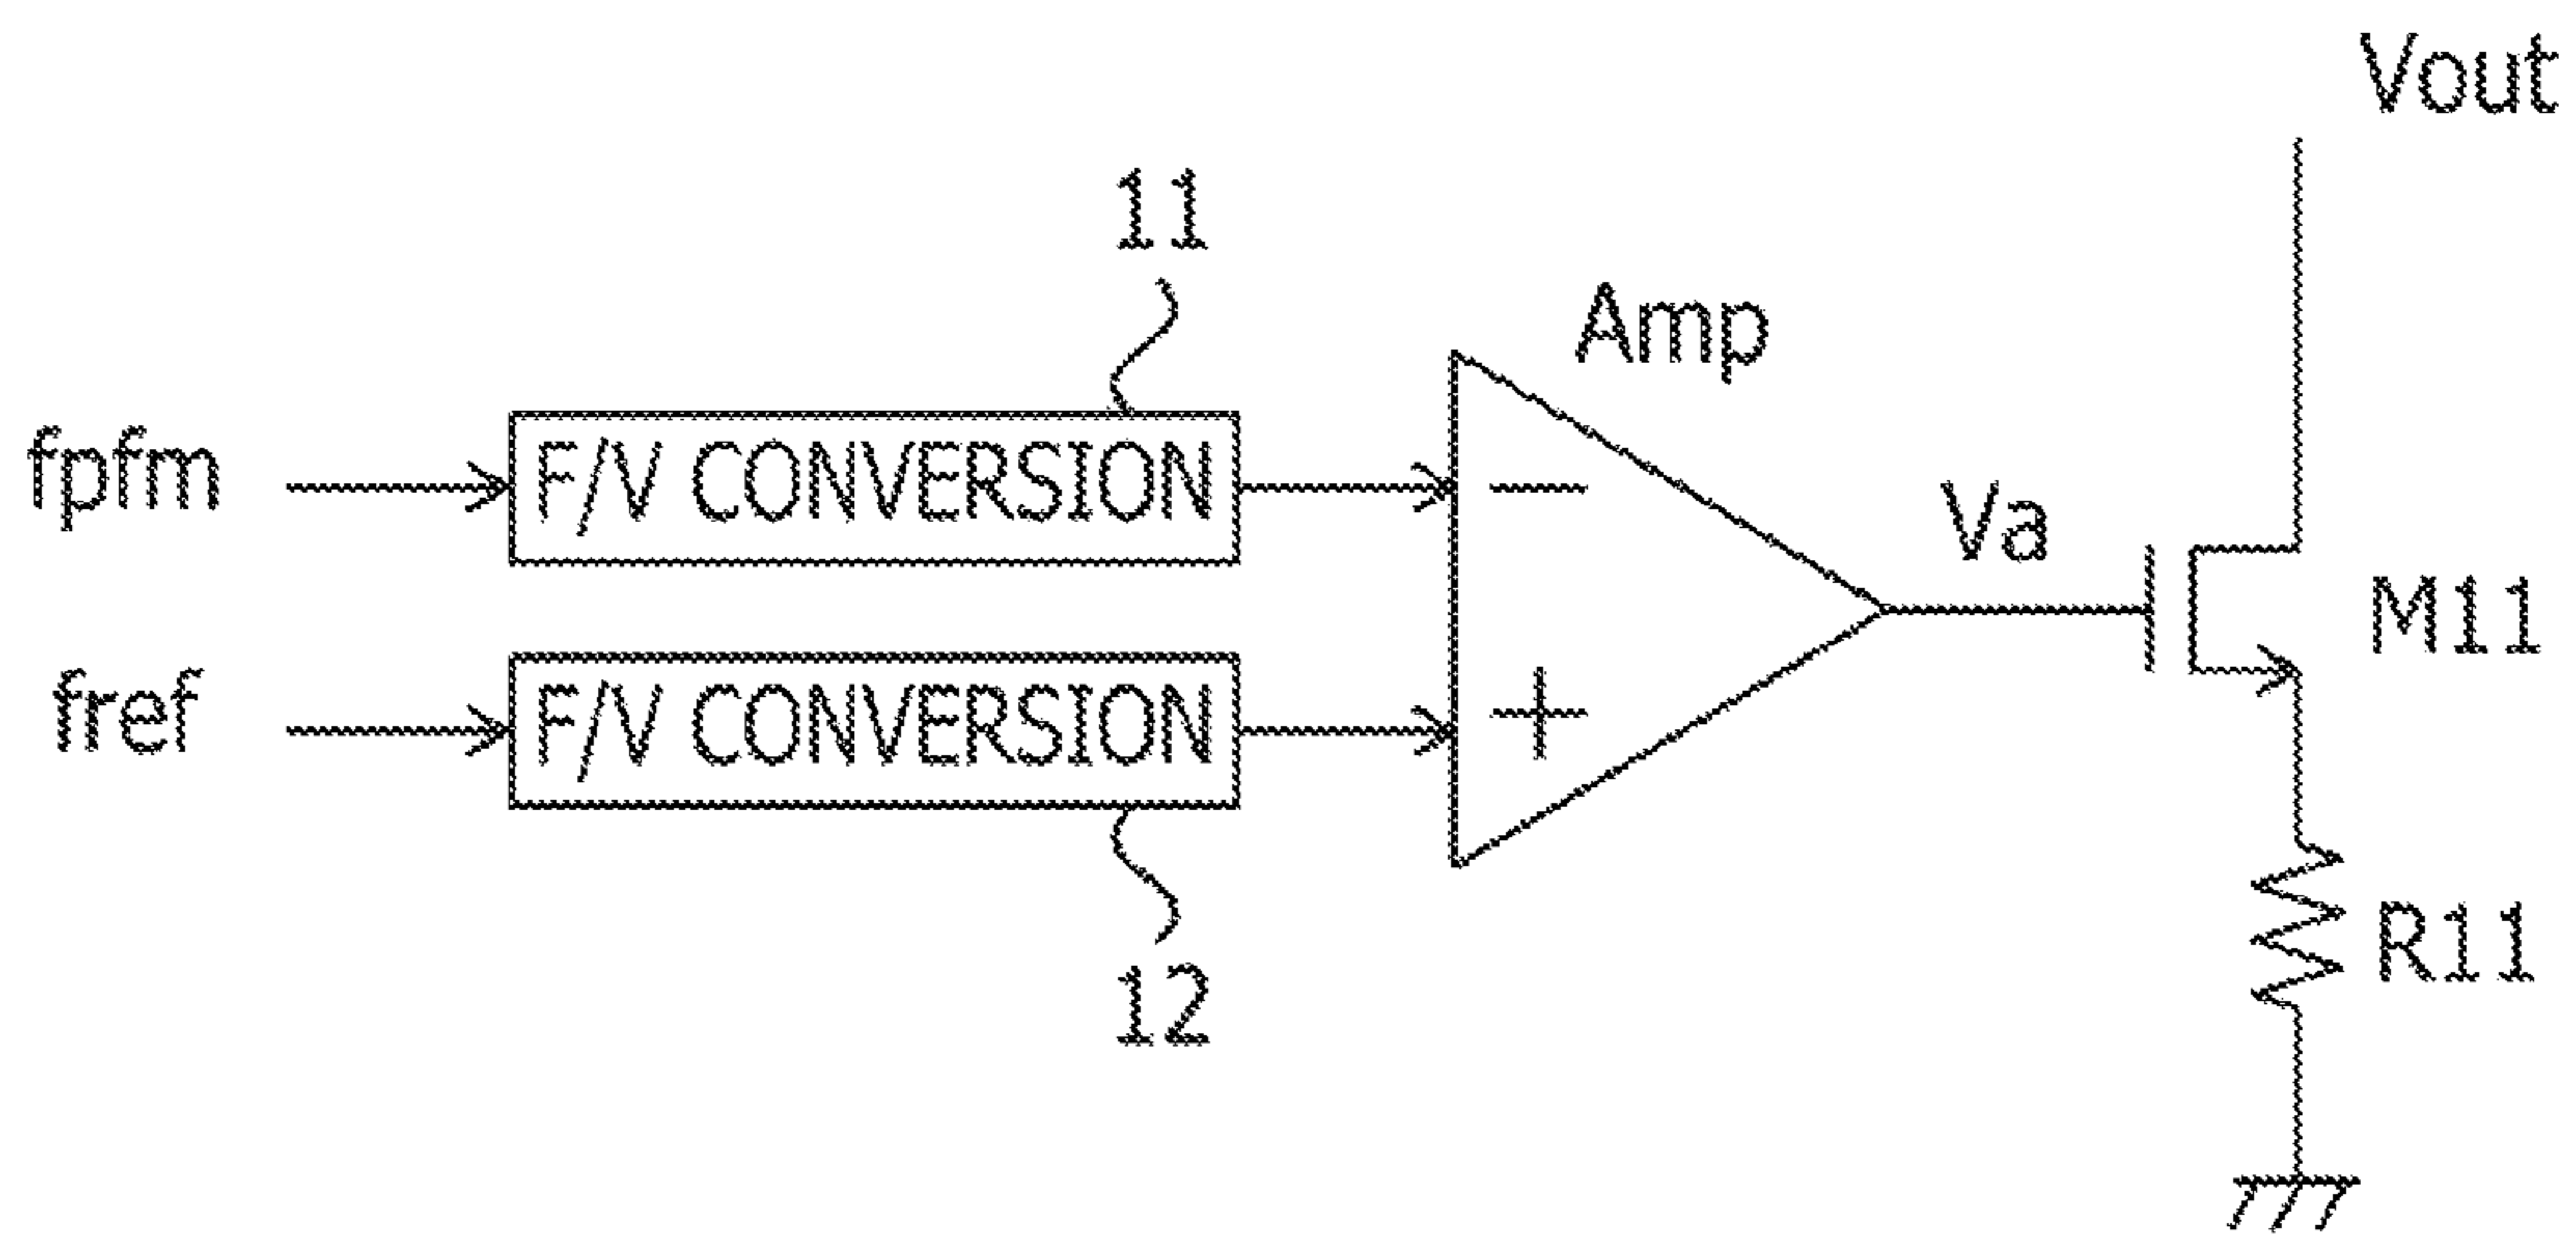 Vout
11
Amp
fpfm
F/V CONVERSION
−
Va
M11
fref
F/V CONVERSION
+
R11
12